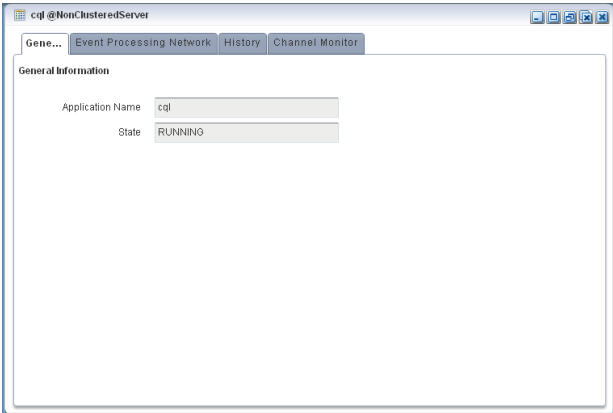 cql @NonClusteredServer
Gene... Event Processing Network History Channel Monitor
General Information
Application Name cql
State RUNNING